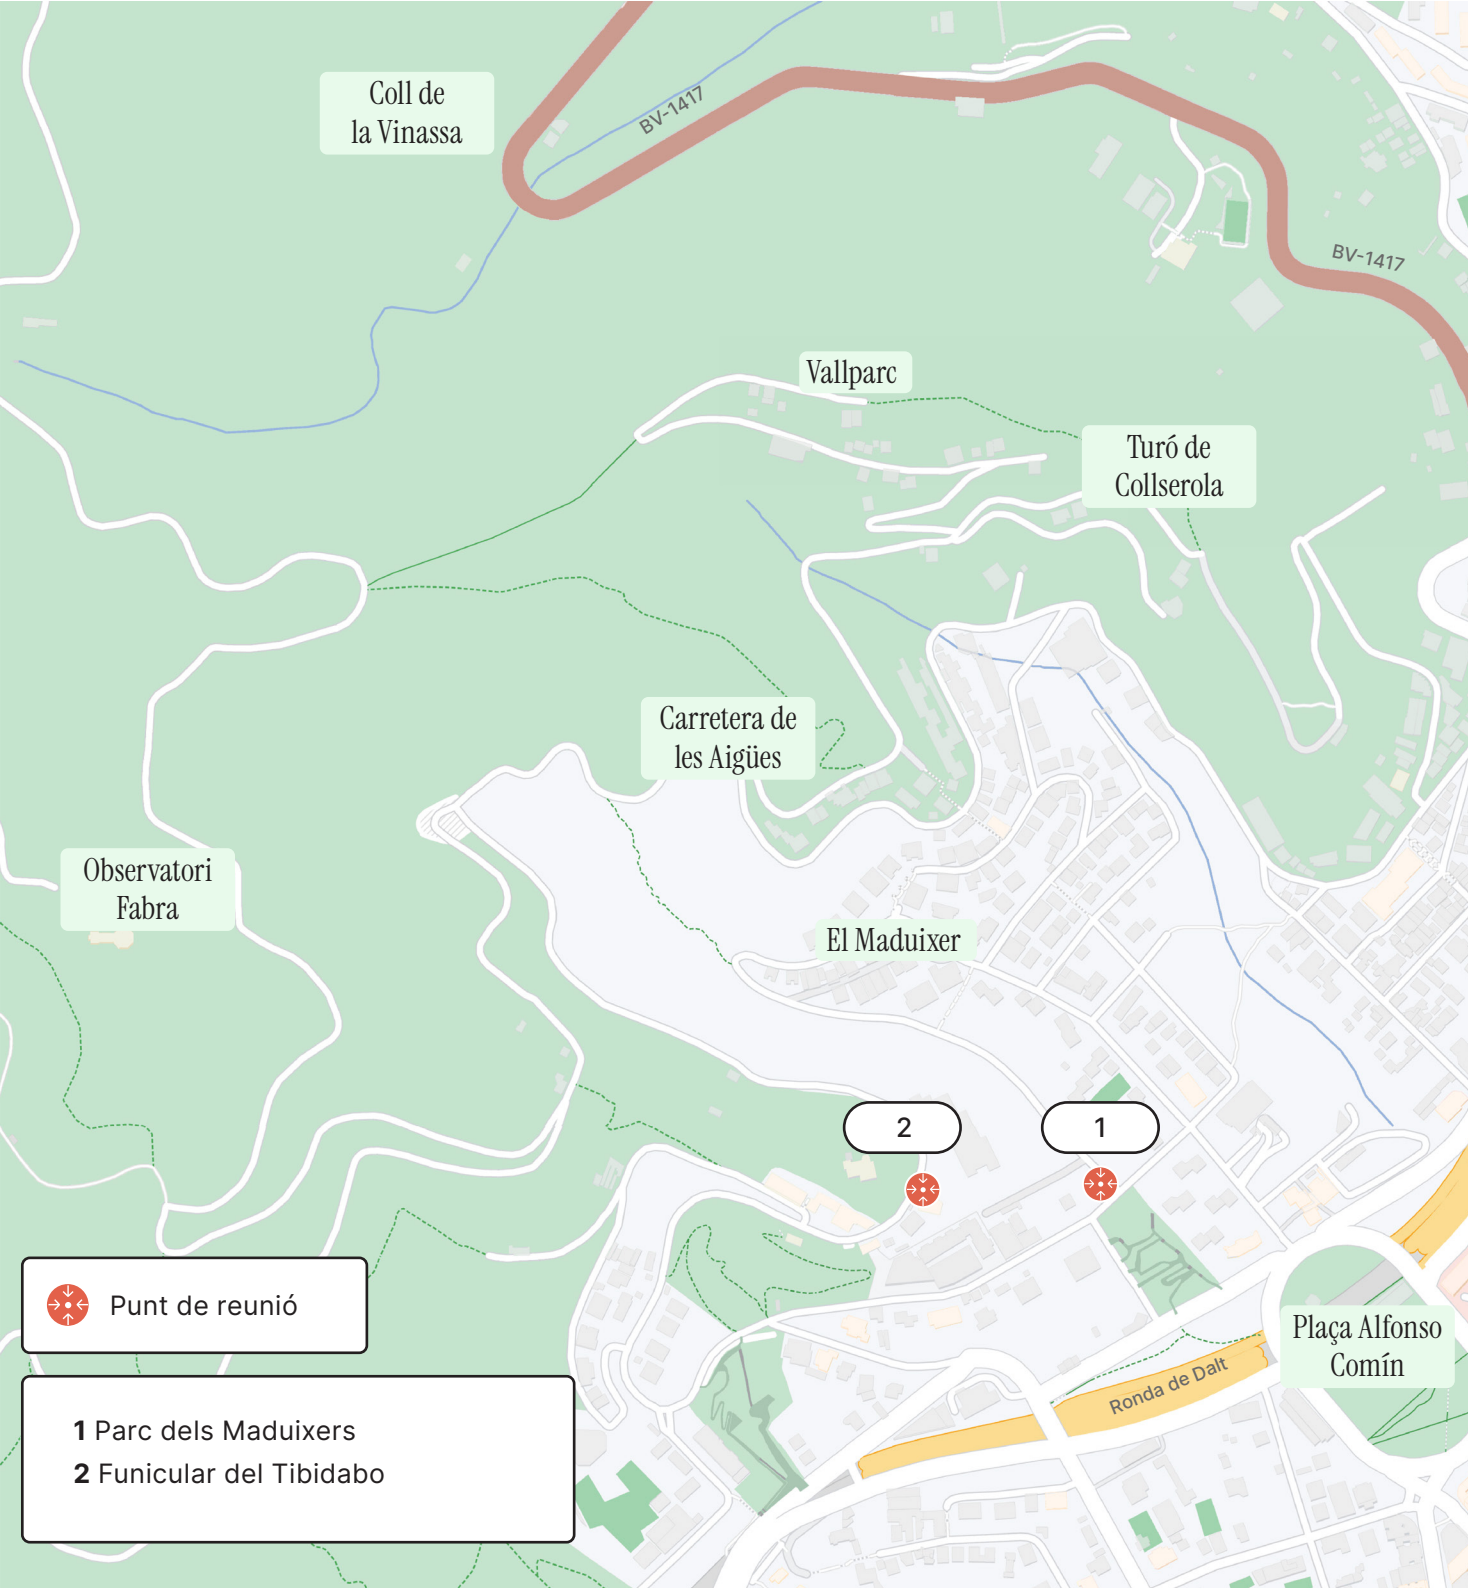 Coll de
la Vinassa
BV-1417
BV-1417
Vallparc
Turó de
Collserola
Carretera de
les Aigües
Observatori
Fabra
El Maduixer
2
1
Punt de reunió
Plaça Alfonso
Comín
Ronda de Dalt
1 Parc dels Maduixers
2 Funicular del Tibidabo